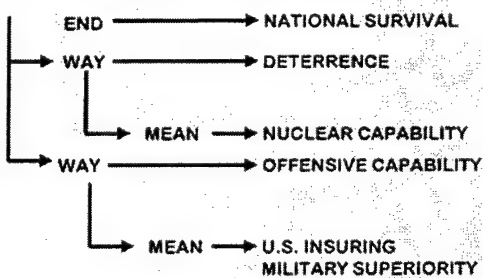 END NATIONAL SURVIVAL
WAY DETERRENCE
MEAN NUCLEAR CAPABILITY
WAY OFFENSIVE CAPABILITY
MEAN U.S. INSURING
MILITARY SUPERIORITY